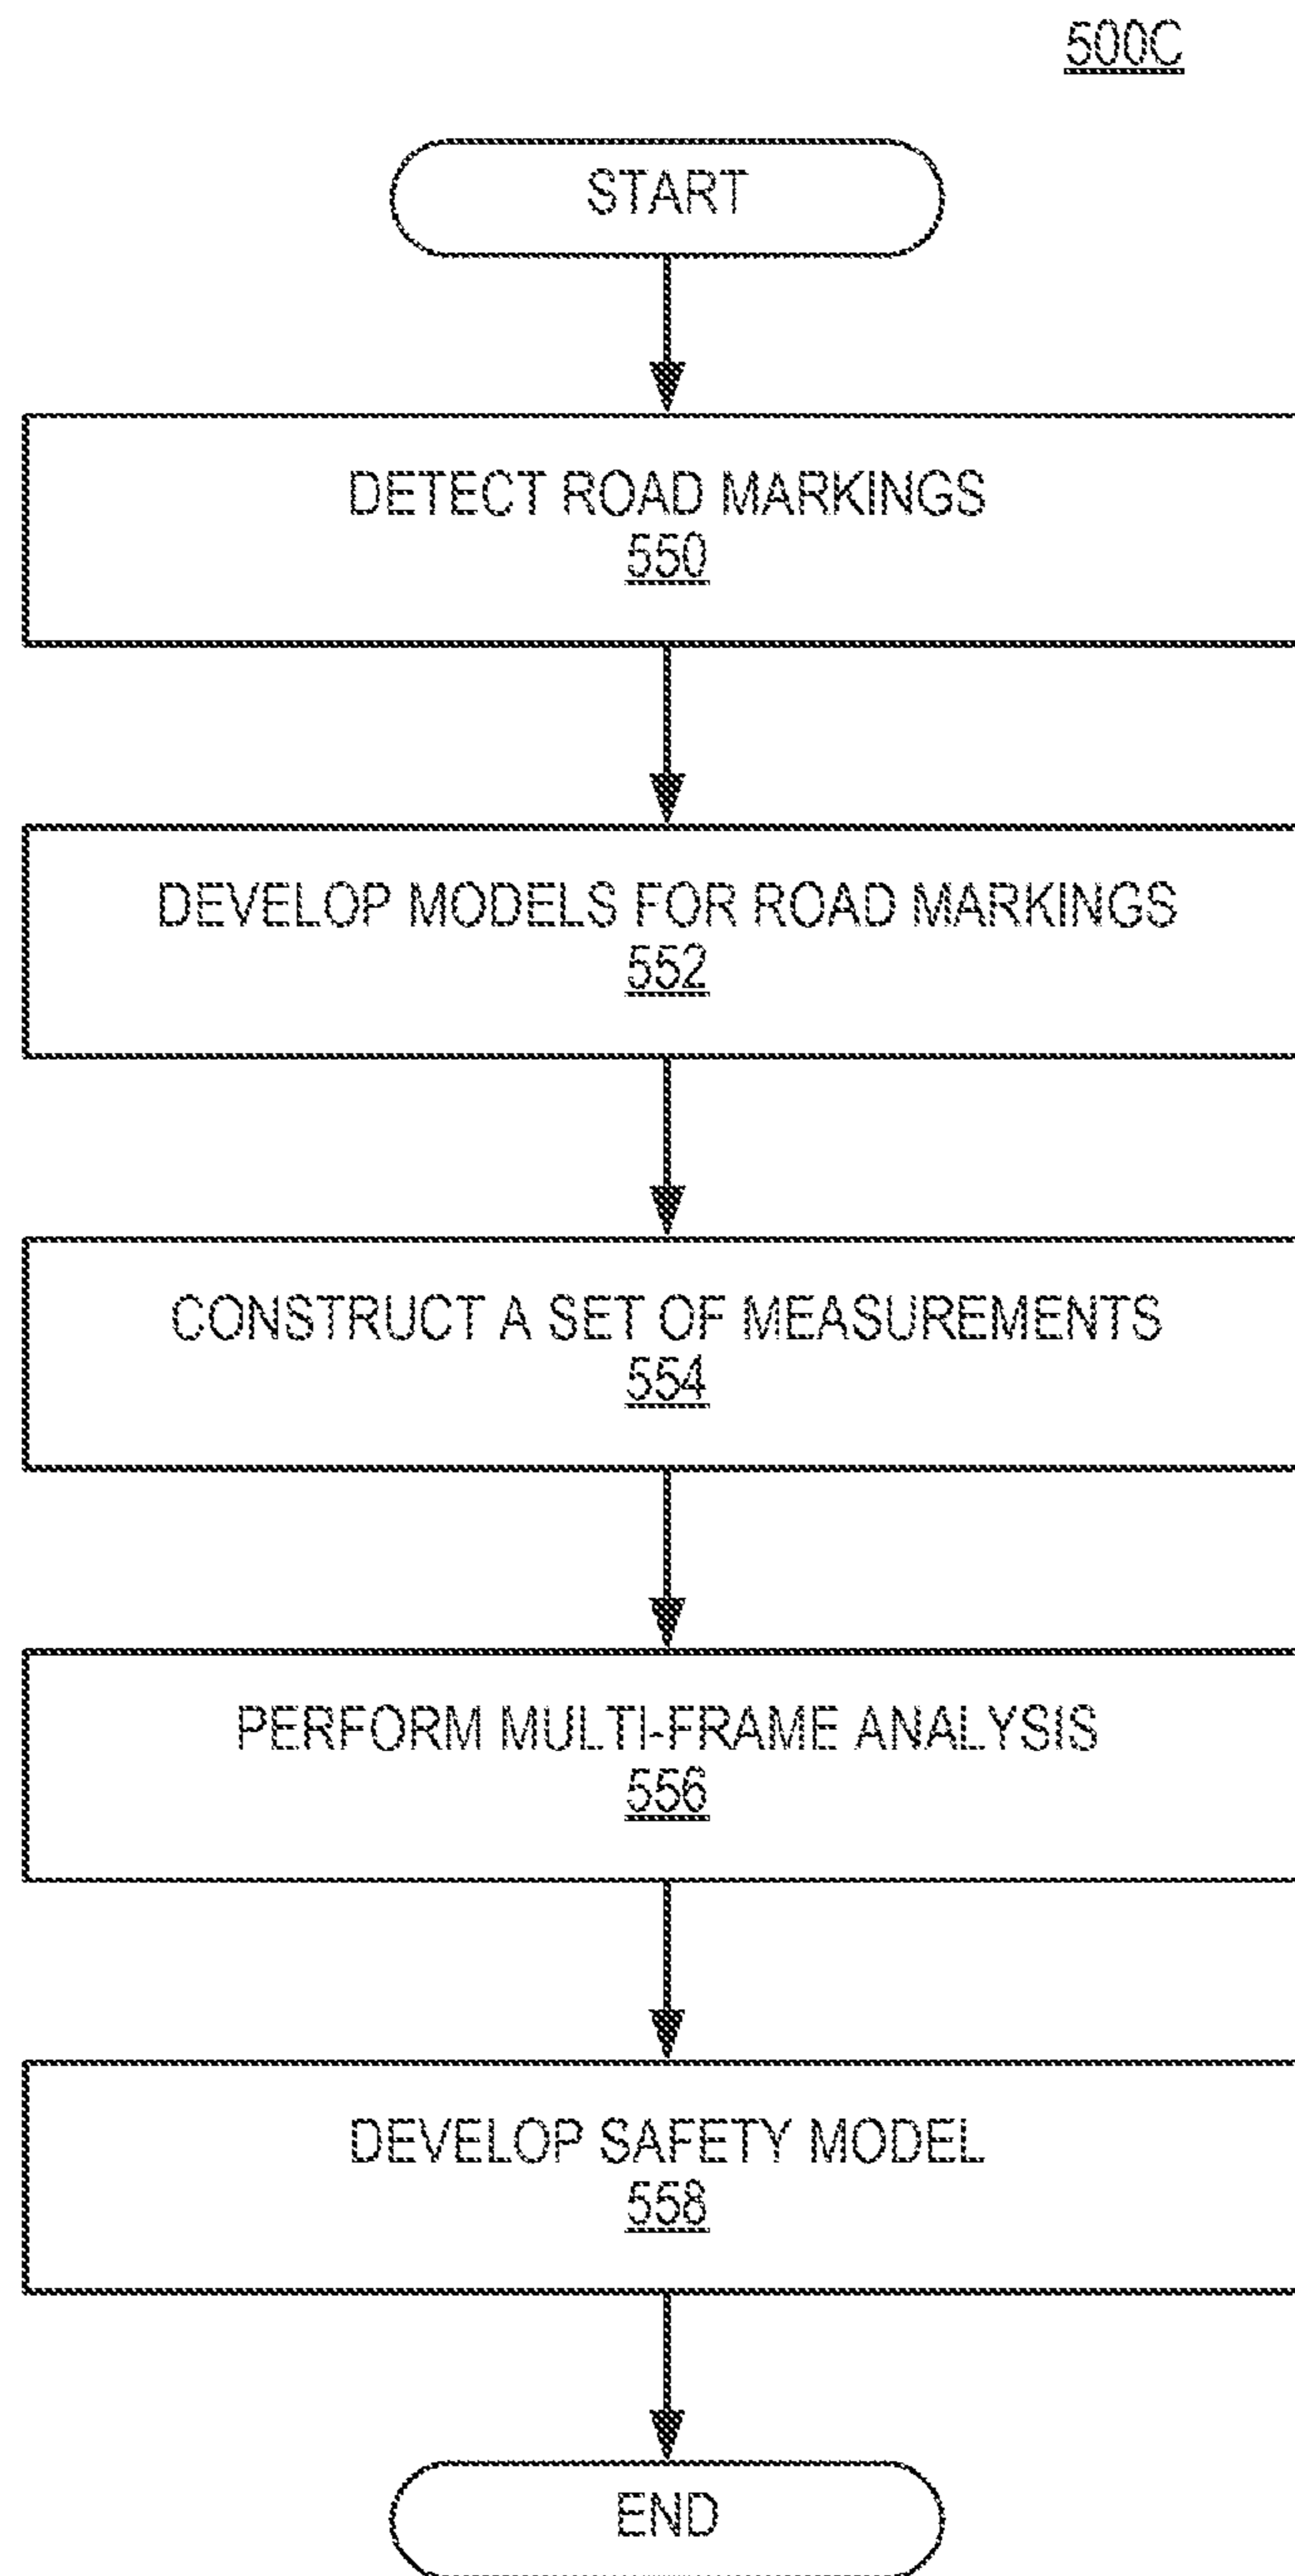 500C
START
DETECT ROAD MARKINGS
550
DEVELOP MODELS FOR ROAD MARKINGS
552
CONSTRUCT A SET OF MEASUREMENTS
554
PERFORM MULTI-FRAME ANALYSIS
556
DEVELOP SAFETY MODEL
558
END